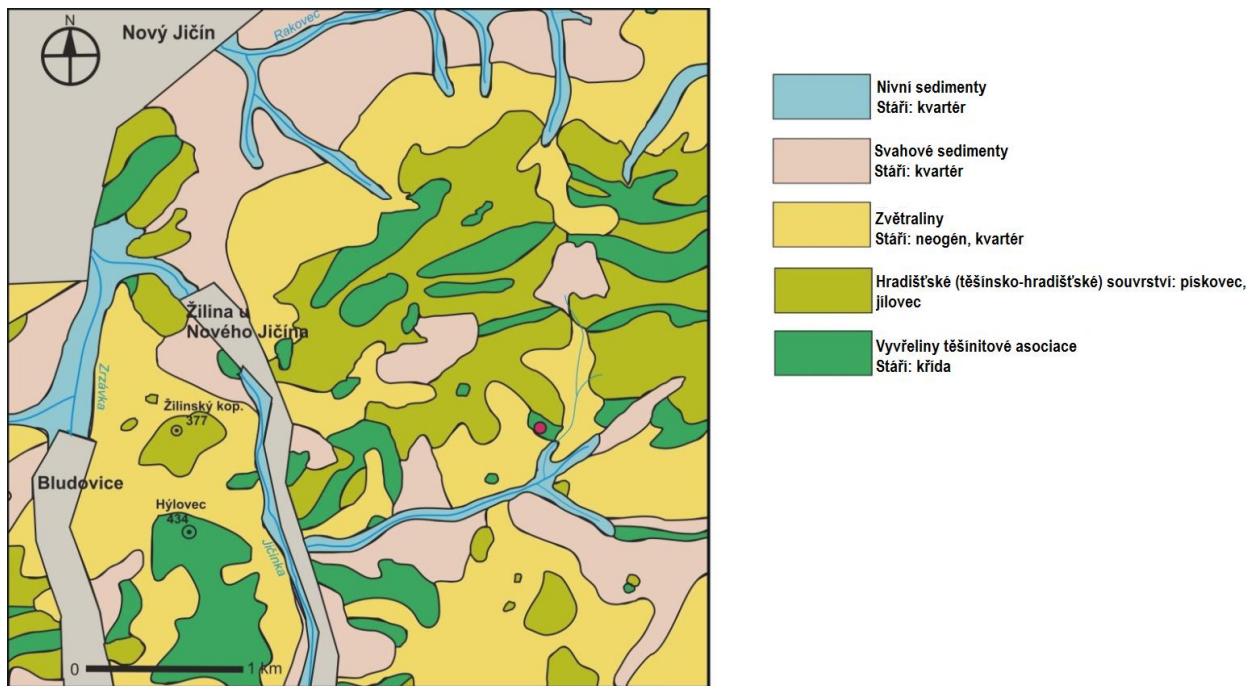 N
Nový Jičín
Rakovec
Žilina u
Nového Jičína
Zrzávka
Žilinský kop.
377
Bludovice
Hýlovec
434
Jičínka
0
1 km
Nivní sedimenty
Stáří: kvartér
Svahové sedimenty
Stáří: kvartér
Zvětraliny
Stáří: neogén, kvartér
Hradišťské (těšínsko-hradišťské) souvrství: pískovec,
jílovec
Vyvřeliny těšínitové asociace
Stáří: křída